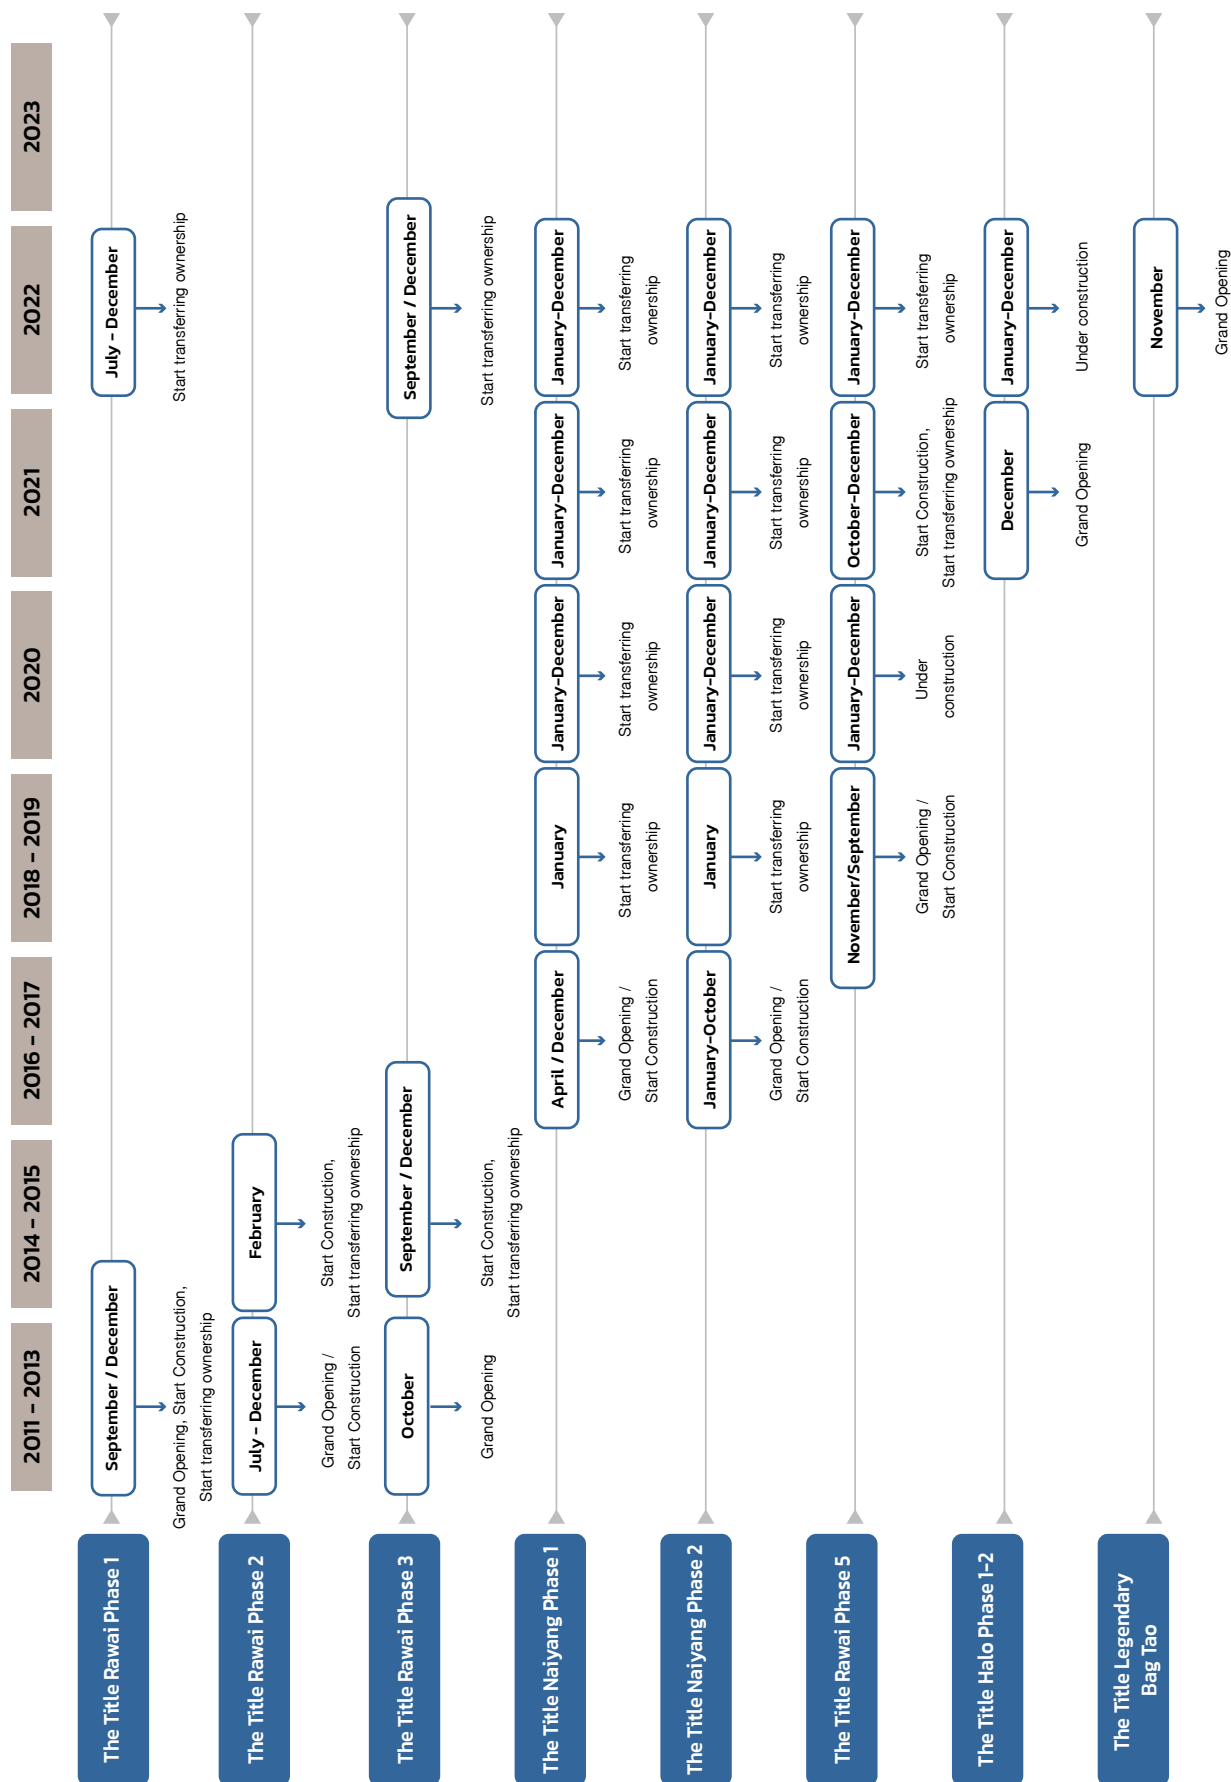 2011 – 2013
2014 – 2015
2016 – 2017
2018 – 2019
2020
2021
2022
2023
The Title Rawai Phase 1
September / December
Grand Opening, Start Construction,
Start transferring ownership
July – December
Start transferring ownership
The Title Rawai Phase 2
July – December
Grand Opening /
Start Construction
February
Start Construction,
Start transferring ownership
The Title Rawai Phase 3
October
Grand Opening
September / December
Start Construction,
Start transferring ownership
September / December
Start transferring ownership
The Title Naiyang Phase 1
April / December
Grand Opening /
Start Construction
January
Start transferring
ownership
January–December
Start transferring
ownership
January–December
Start transferring
ownership
January–December
Start transferring
ownership
The Title Naiyang Phase 2
January–October
Grand Opening /
Start Construction
January
Start transferring
ownership
January–December
Start transferring
ownership
January–December
Start transferring
ownership
January–December
Start transferring
ownership
The Title Rawai Phase 5
November/September
Grand Opening /
Start Construction
January–December
Under
construction
October–December
Start Construction,
Start transferring ownership
January–December
Start transferring
ownership
The Title Halo Phase 1–2
December
Grand Opening
January–December
Under construction
The Title Legendary
Bag Tao
November
Grand Opening